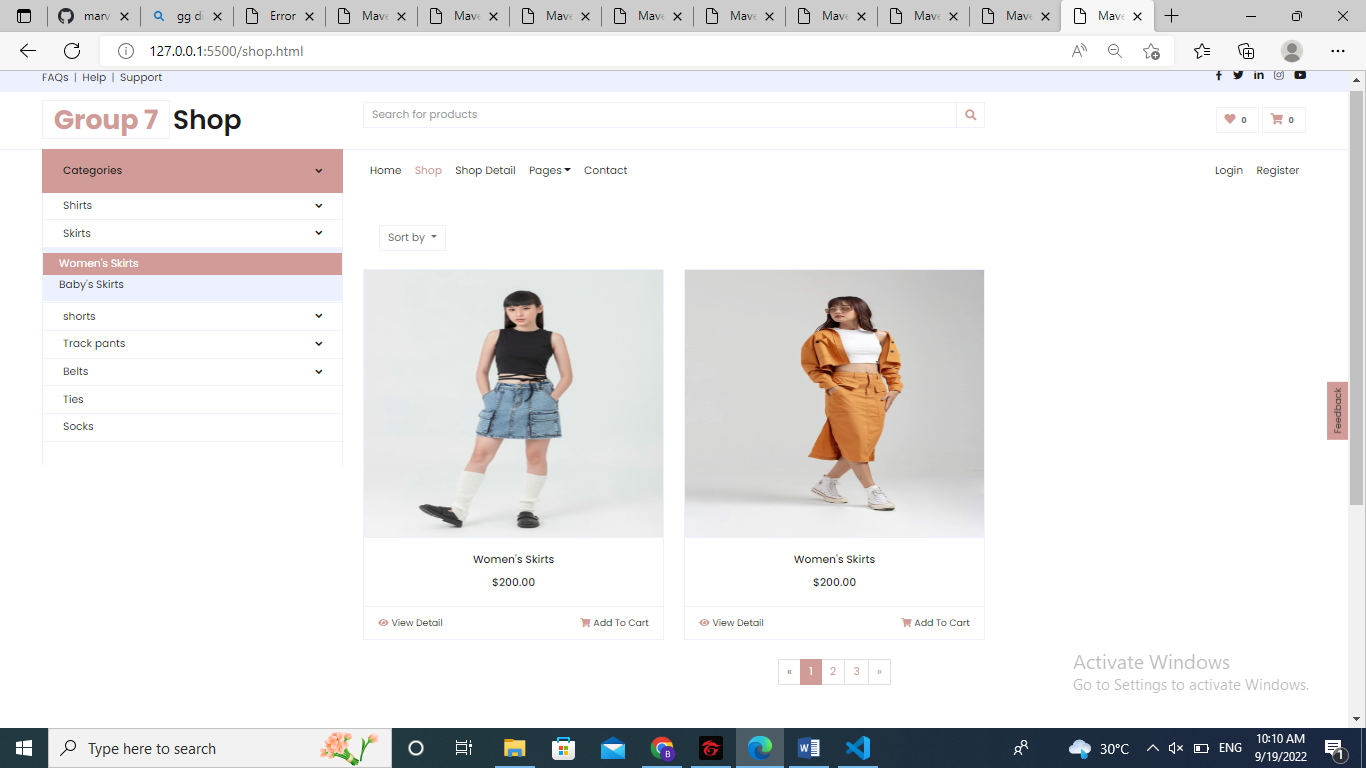 marv
gg di
Error
Mave
Mave
Mave
Mave
Mave
Mave
Mave
Mave
Mave
127.0.0.1:5500/shop.html
FAQs | Help | Support
Group 7 Shop
Search for products
0
0
Categories
Home
Shop
Shop Detail
Pages
Contact
Login
Register
Shirts
Skirts
Women's Skirts
Baby's Skirts
shorts
Track pants
Belts
Ties
Socks
Sort by
Women's Skirts
$200.00
View Detail
Add To Cart
Women's Skirts
$200.00
View Detail
Add To Cart
« 1 2 3 »
Feedback
Activate Windows
Go to Settings to activate Windows.
Type here to search
30°C
ENG
10:10 AM
9/19/2022
1